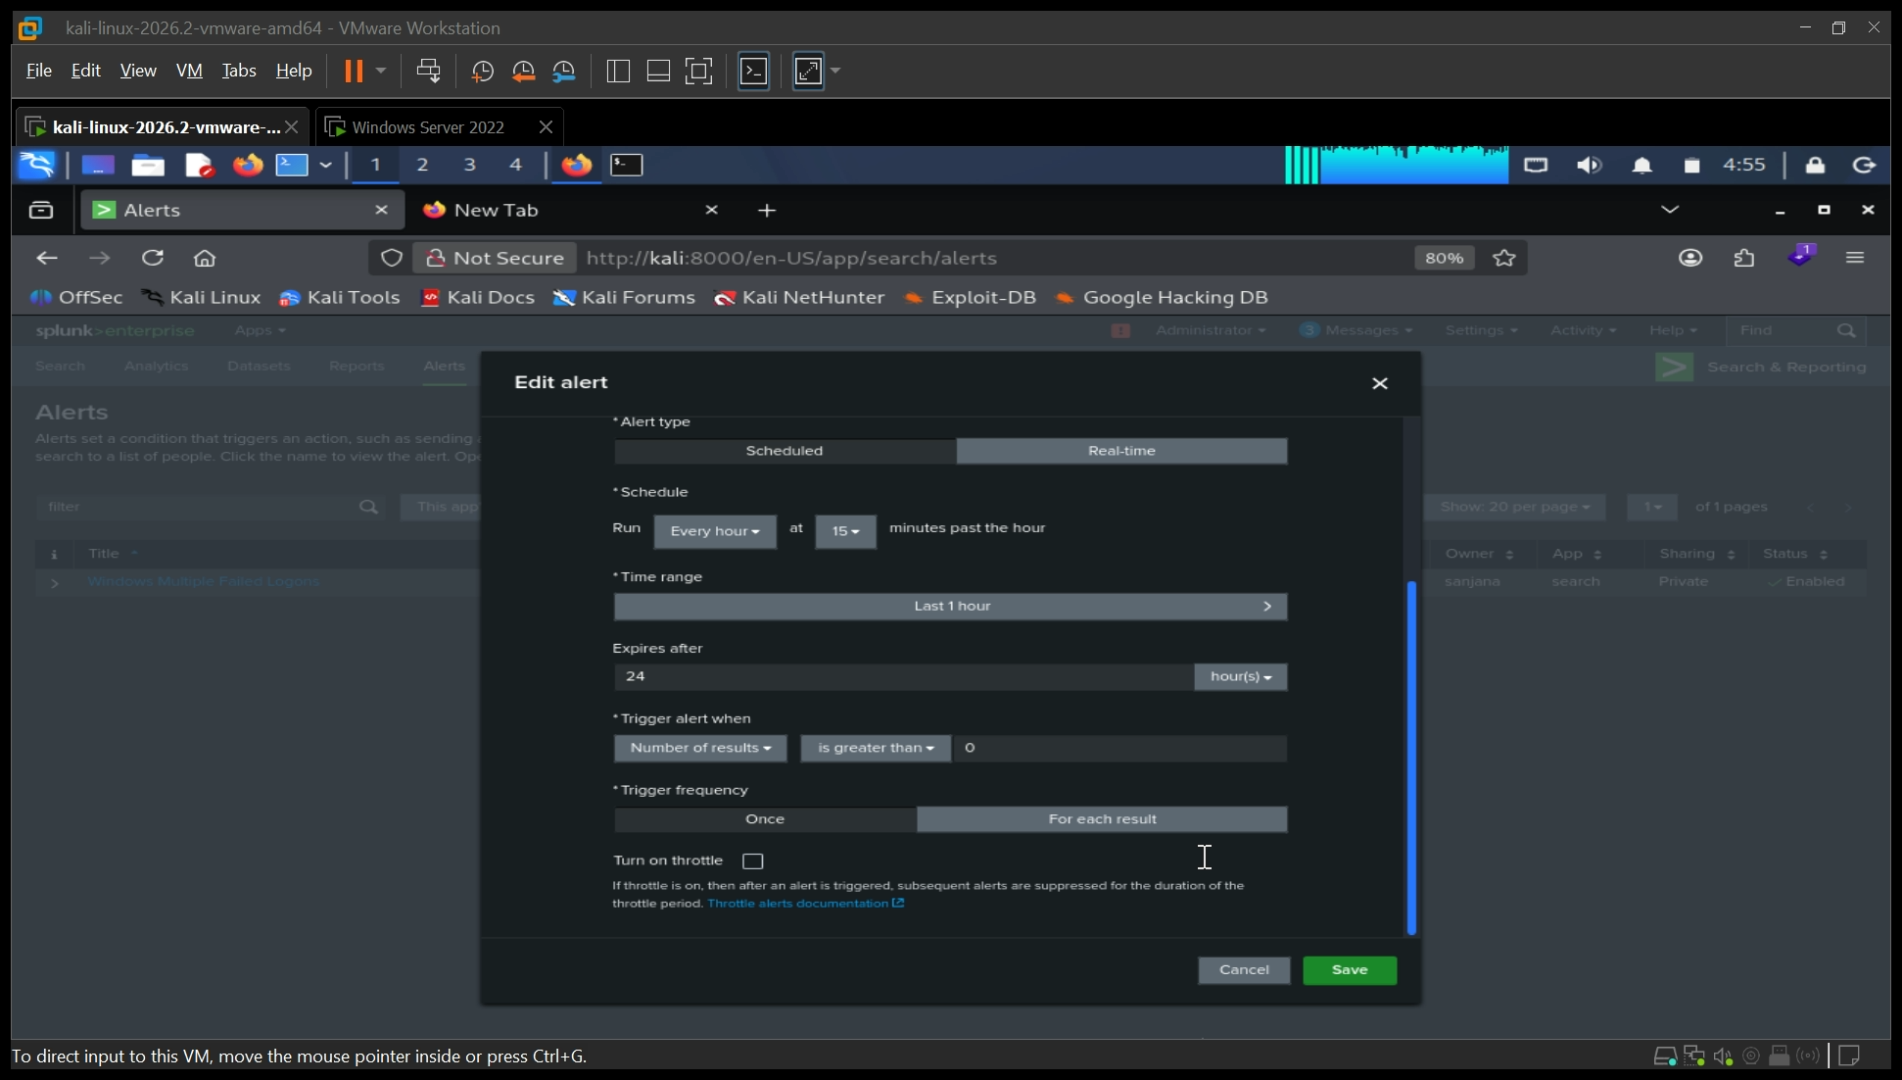 kali-linux-2026.2-vmware-amd64 - VMware Workstation
File Edit View VM Tabs Help
kali-linux-2026.2-vmware-... Windows Server 2022
1 2 3 4 4:55
Alerts New Tab
Not Secure http://kali:8000/en-US/app/search/alerts 80% 1
OffSec Kali Linux Kali Tools Kali Docs Kali Forums Kali NetHunter Exploit-DB Google Hacking DB
splunk>enterprise Apps Administrator 3 Messages Settings Activity Help Find
Search Analytics Datasets Reports Alerts Search & Reporting
Edit alert
Alerts
Alerts set a condition that triggers an action, such as sending
search to a list of people. Click the name to view the alert.
* Alert type
Scheduled Real-time
* Schedule
filter This app Show: 20 per page 1 of 1 pages
Run Every hour at 15 minutes past the hour
i Title Owner App Sharing Status
* Time range
Windows Multiple Failed Logons sanjana search Private Enabled
Last 1 hour
Expires after
24 hour(s)
* Trigger alert when
Number of results is greater than 0
* Trigger frequency
Once For each result
Turn on throttle
If throttle is on, then after an alert is triggered, subsequent alerts are suppressed for the duration of the
throttle period. Throttle alerts documentation
Cancel Save
To direct input to this VM, move the mouse pointer inside or press Ctrl+G.